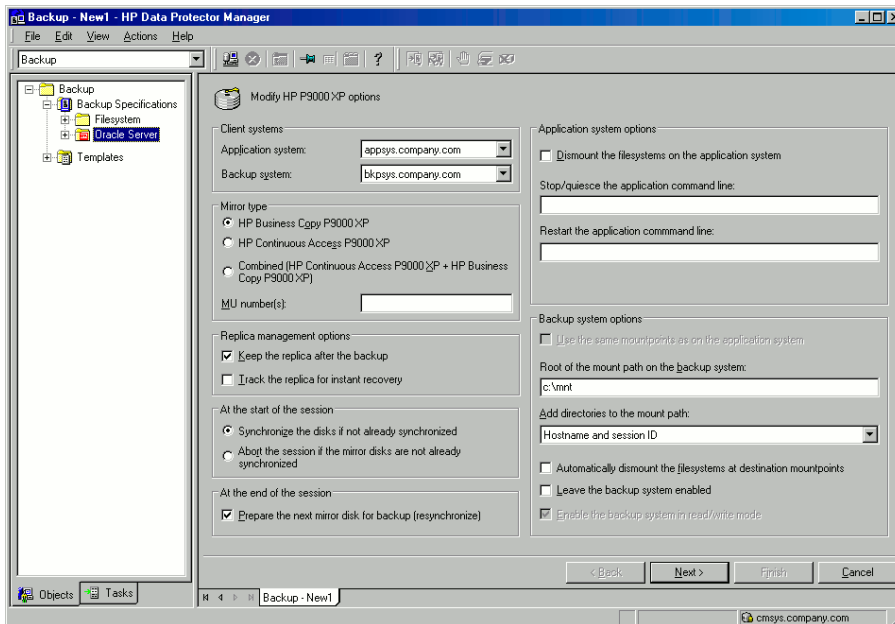 Backup - New1 - HP Data Protector Manager
File Edit View Actions Help
Backup
?
Backup
Backup Specifications
Filesystem
Oracle Server
Templates
Modify HP P9000 XP options
Client systems
Application system: appsys.company.com
Backup system: bkpsys.company.com
Mirror type
HP Business Copy P9000 XP
HP Continuous Access P9000 XP
Combined (HP Continuous Access P9000 XP + HP Business
Copy P9000 XP)
MU number(s):
Replica management options
Keep the replica after the backup
Track the replica for instant recovery
At the start of the session
Synchronize the disks if not already synchronized
Abort the session if the mirror disks are not already
synchronized
At the end of the session
Prepare the next mirror disk for backup (resynchronize)
Application system options
Dismount the filesystems on the application system
Stop/quiesce the application command line:
Restart the application commmand line:
Backup system options
Use the same mountpoints as on the application system
Root of the mount path on the backup system:
c:\mnt
Add directories to the mount path:
Hostname and session ID
Automatically dismount the filesystems at destination mountpoints
Leave the backup system enabled
Enable the backup system in read/write mode
< Back Next > Finish Cancel
Objects Tasks
Backup - New1
cmsys.company.com